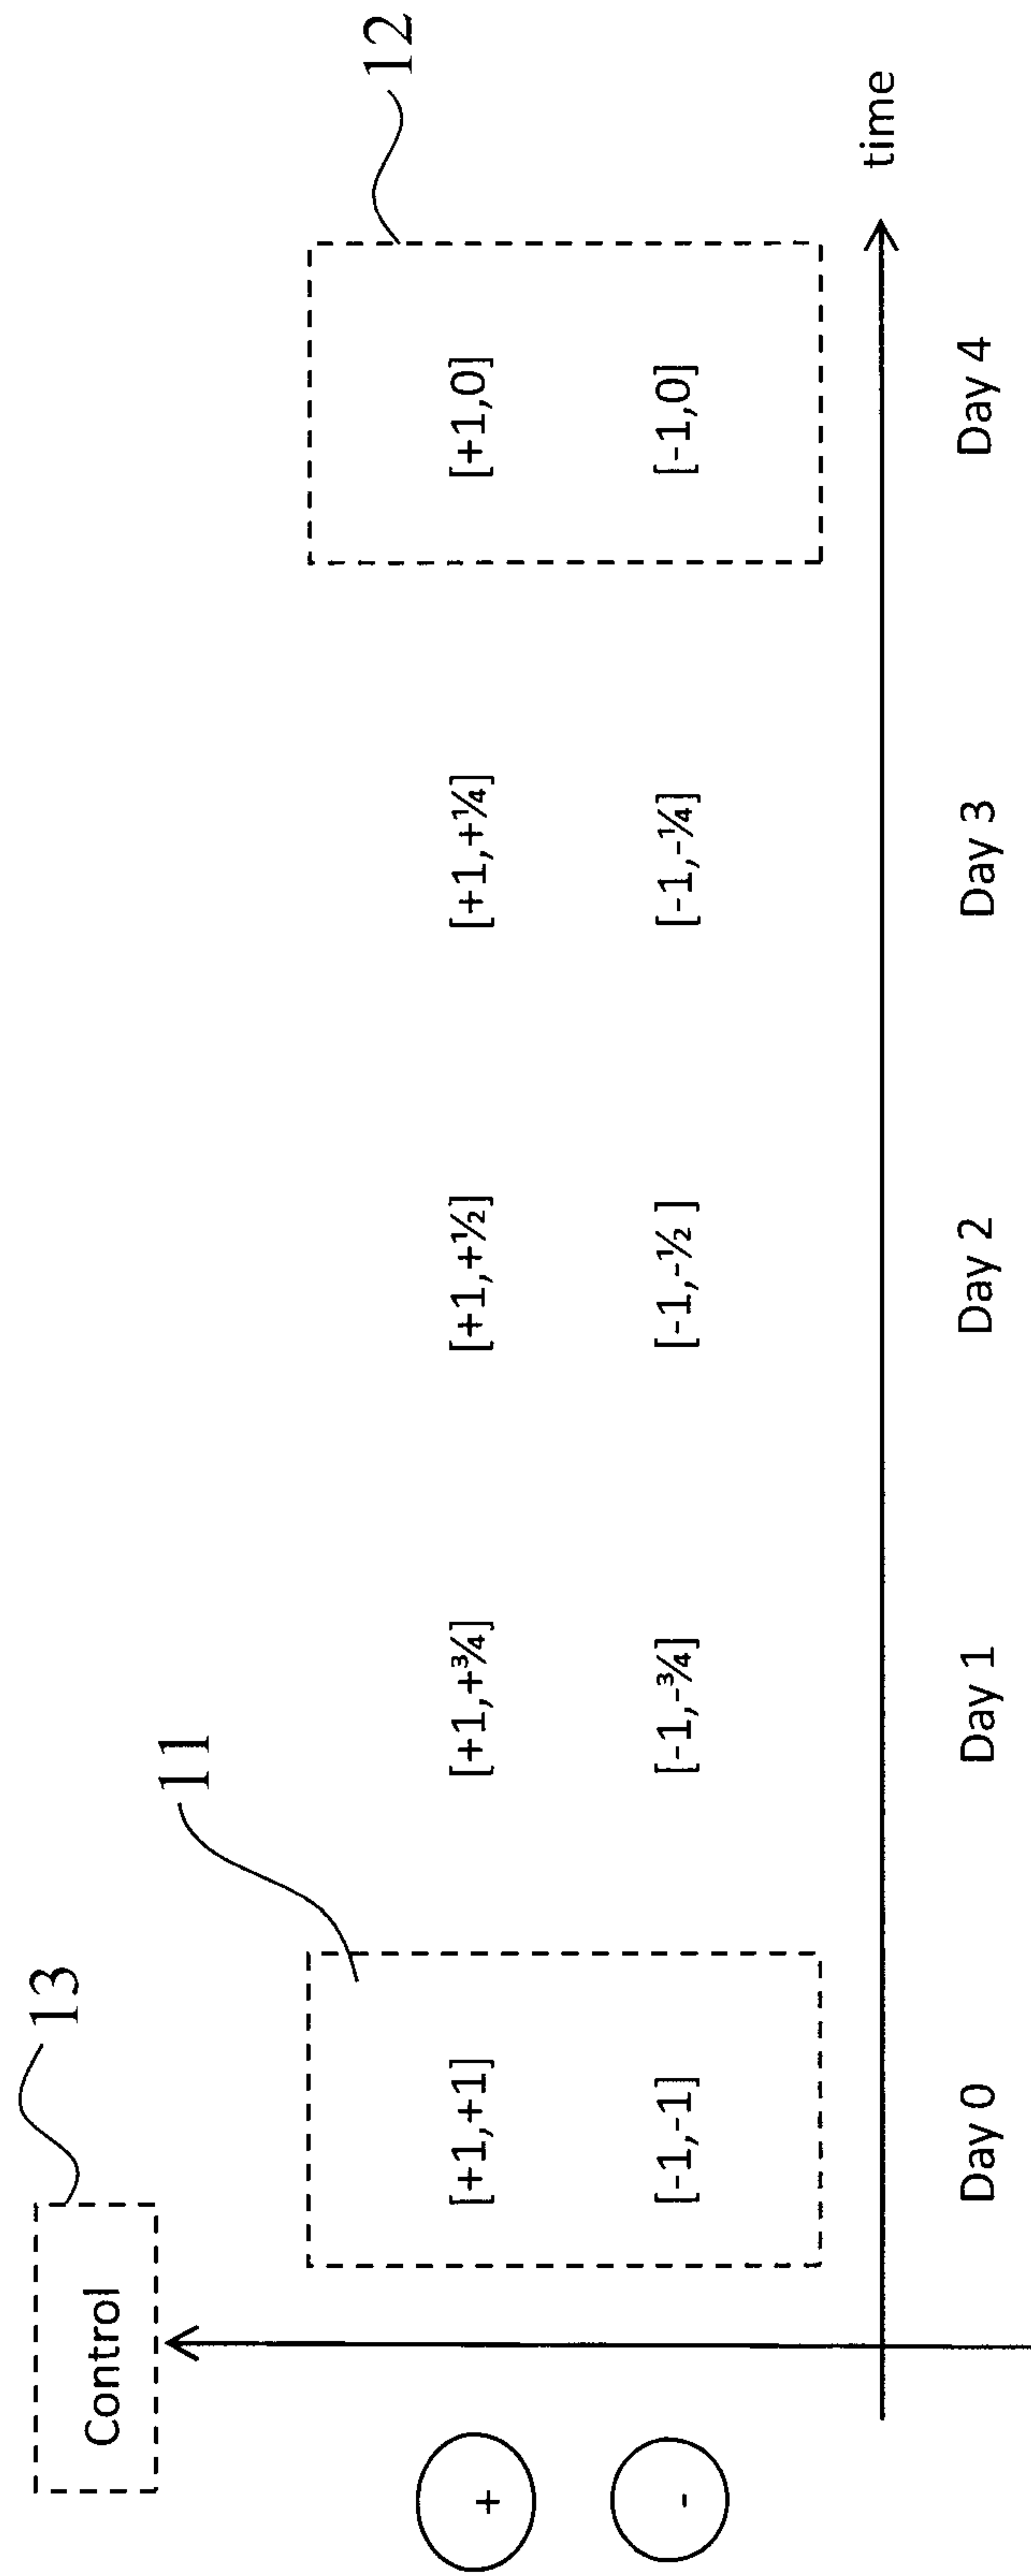 13
Control
11
12
+
[+1,+1]
[+1,+¾]
[+1,+½]
[+1,+¼]
[+1,0]
-
[-1,-1]
[-1,-¾]
[-1,-½ ]
[-1,-¼]
[-1,0]
time
Day 0
Day 1
Day 2
Day 3
Day 4